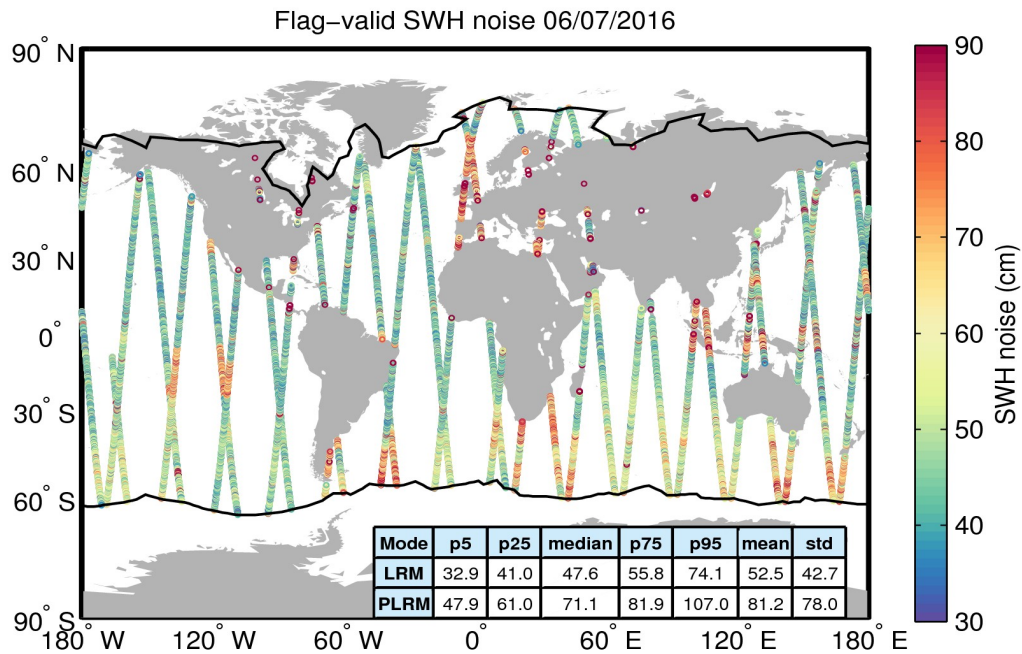 Flag−valid SWH noise 06/07/2016
90° N
60° N
30° N
0°
30° S
60° S
90° S
180° W
120° W
60° W
0°
60° E
120° E
180° E
Mode p5 p25 median p75 p95 mean std
LRM 32.9 41.0 47.6 55.8 74.1 52.5 42.7
PLRM 47.9 61.0 71.1 81.9 107.0 81.2 78.0
90
80
70
60
50
40
30
SWH noise (cm)